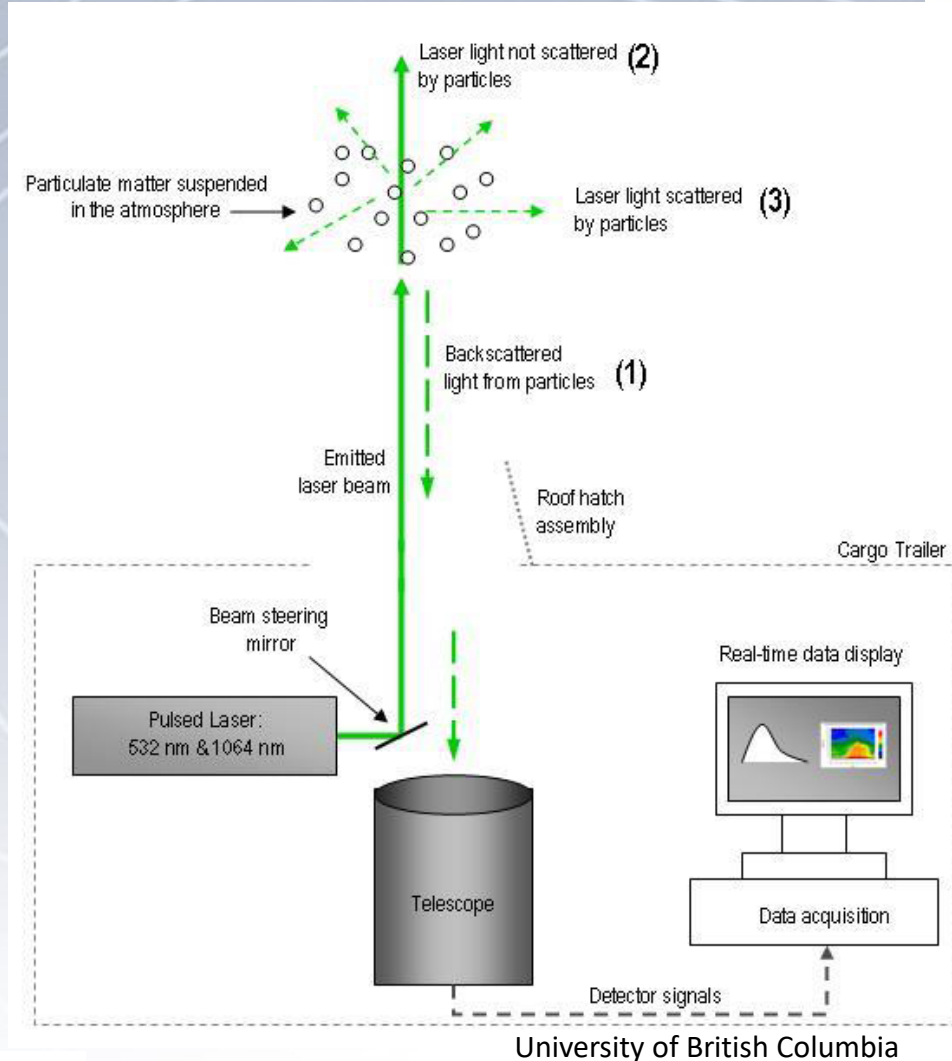 Laser light not scattered (2)
by particles
Particulate matter suspended
in the atmosphere
Laser light scattered (3)
by particles
Backscattered
light from particles (1)
Emitted
laser beam
Roof hatch
assembly
Cargo Trailer
Beam steering
mirror
Real-time data display
Pulsed Laser:
532 nm &1064 nm
Telescope
Data acquisition
Detector signals
University of British Columbia